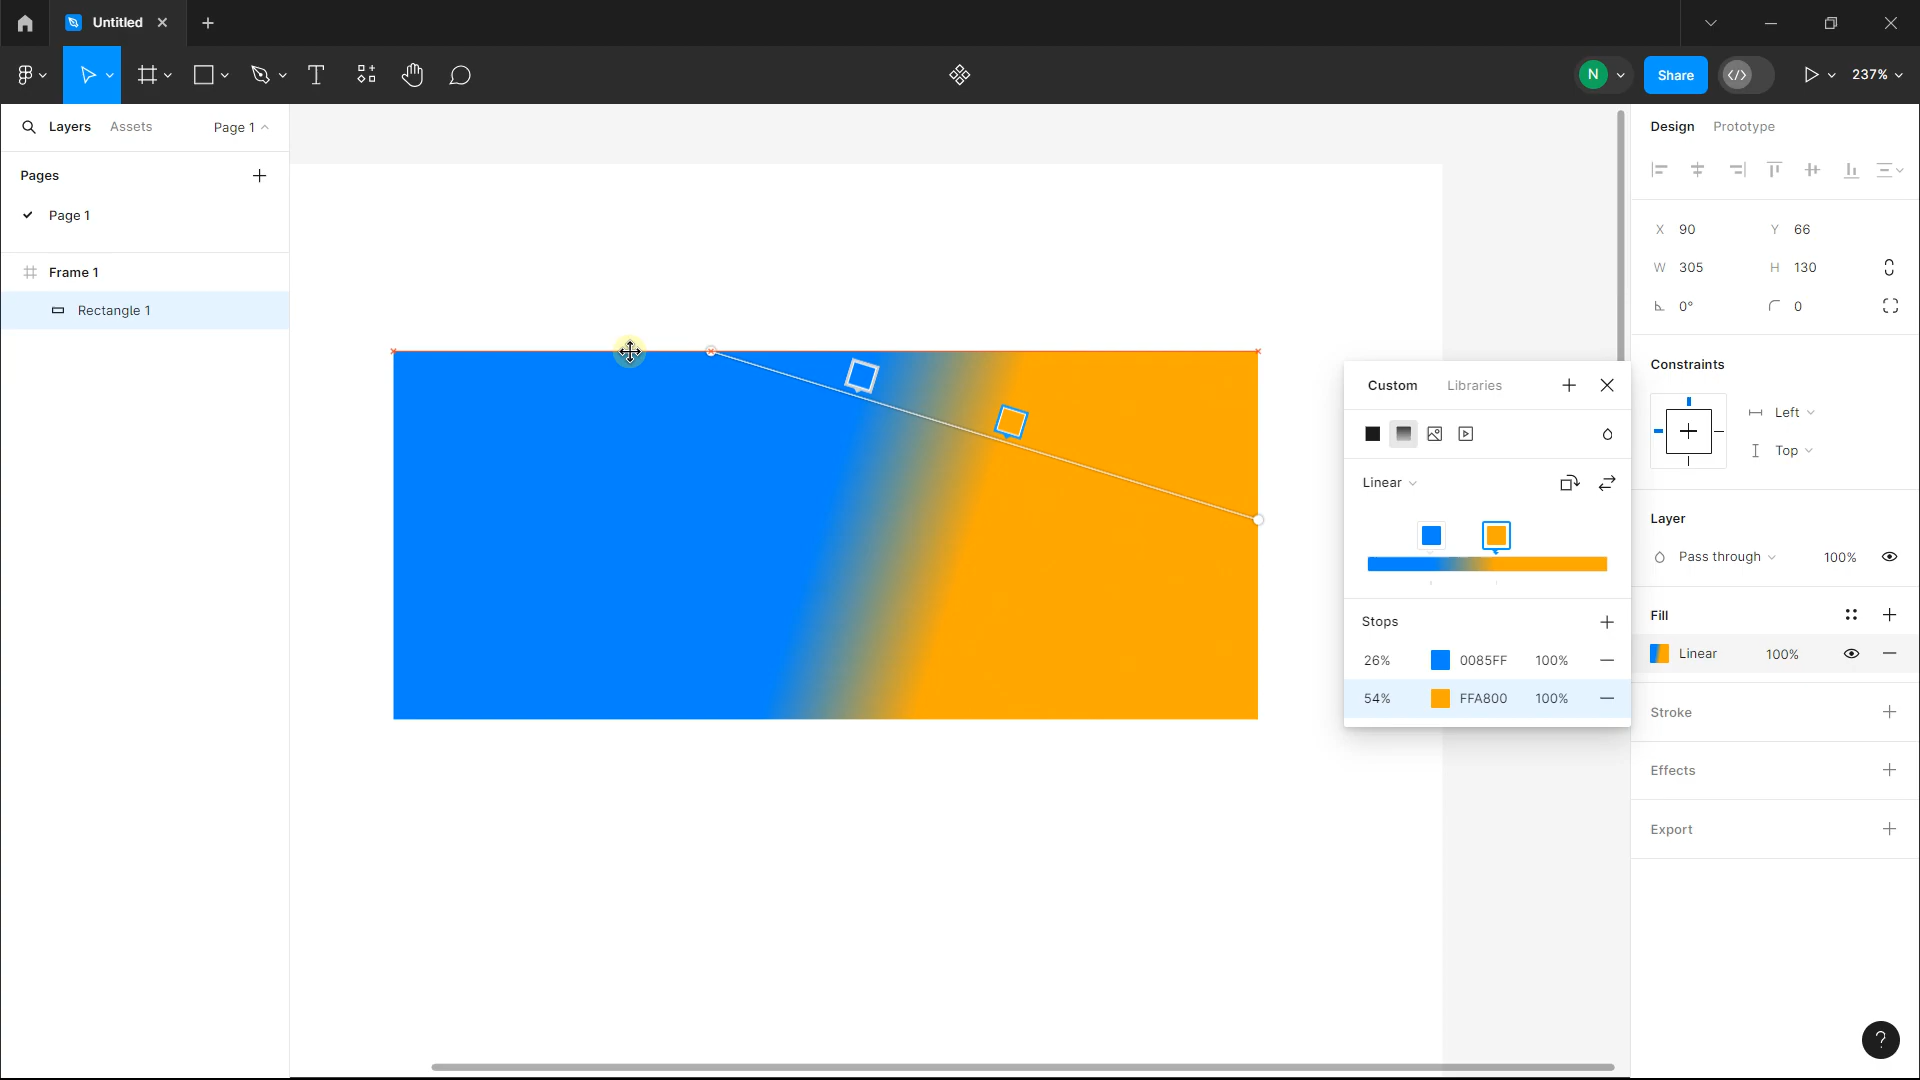 Untitled
N
Share
237%
Layers
Assets
Page 1
Pages
Page 1
Frame 1
Rectangle 1
Custom
Libraries
Linear
Stops
26%
0085FF
100%
54%
FFA800
100%
Design
Prototype
X 90
Y 66
W 305
H 130
0°
0
Constraints
Left
Top
Layer
Pass through
100%
Fill
Linear
100%
Stroke
Effects
Export
?